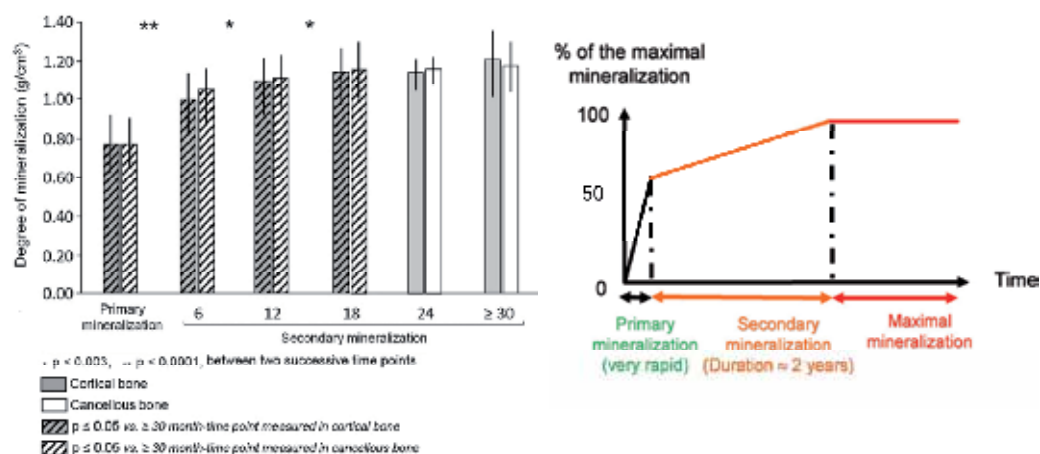 1.40
1.20
1.00
0.80
0.60
0.40
0.20
0.00
Degree of mineralization (g/cm³)
**
*
*
Primary
mineralization
6
12
18
24
≥ 30
Secondary mineralization
p < 0.003, p < 0.0001, between two successive time points
Cortical bone
Cancellous bone
p ≤ 0.05 vs. ≥ 30 month-time point measured in cortical bone
p ≤ 0.05 vs. ≥ 30 month-time point measured in cancellous bone
% of the maximal
mineralization
100
50
0
Time
Primary
mineralization
(very rapid)
Secondary
mineralization
(Duration ≈ 2 years)
Maximal
mineralization